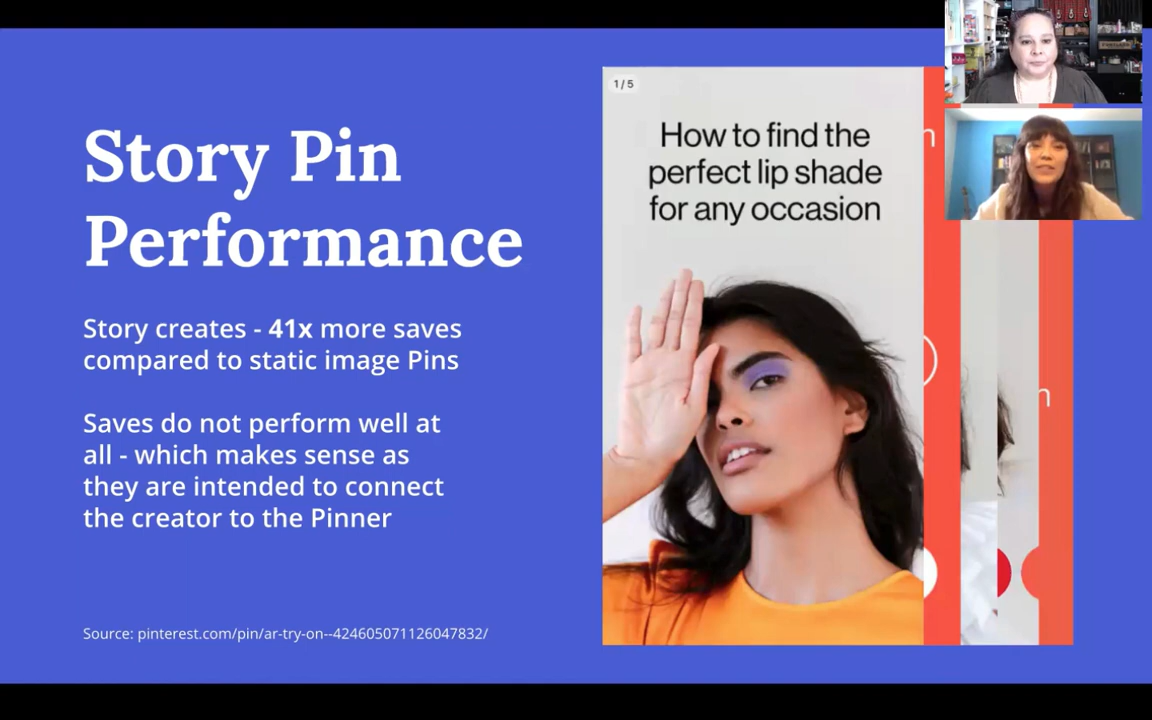 Story Pin
Performance
Story creates - 41x more saves
compared to static image Pins
Saves do not perform well at
all - which makes sense as
they are intended to connect
the creator to the Pinner
Source: pinterest.com/pin/ar-try-on--424605071126047832/
1/5
How to find the
perfect lip shade
for any occasion
n
n